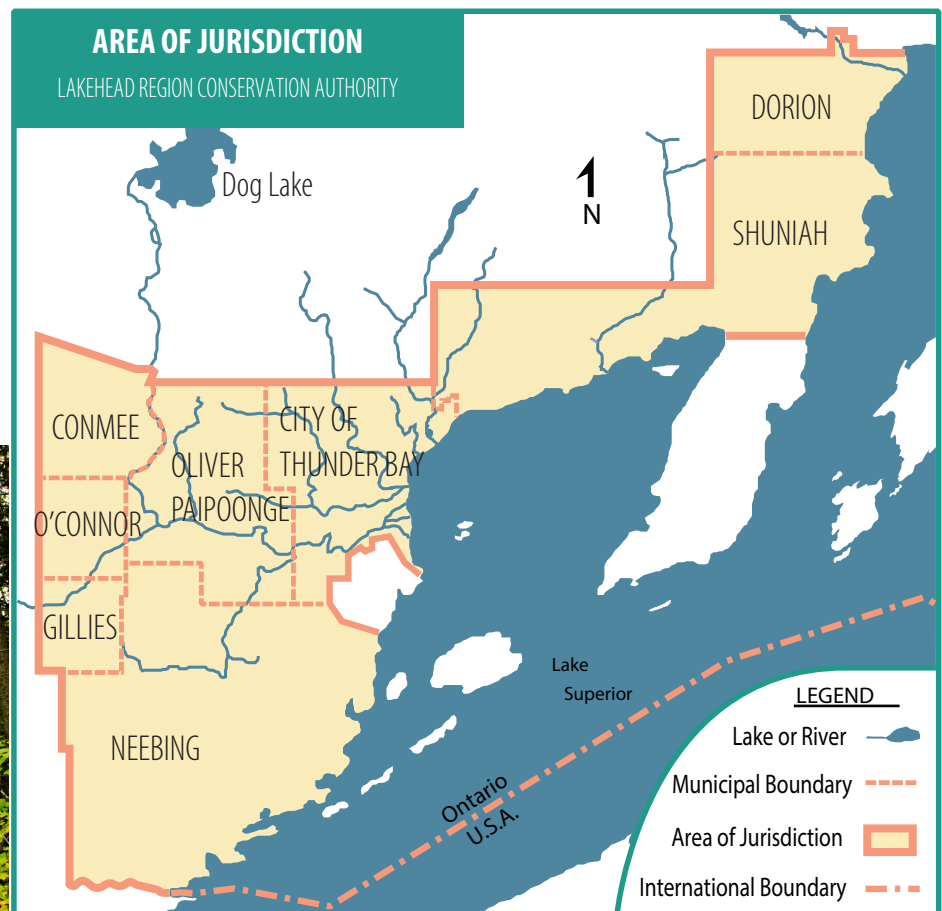 AREA OF JURISDICTION
LAKEHEAD REGION CONSERVATION AUTHORITY
DORION
Dog Lake
N
SHUNIAH
CONMEE
CITY OF
THUNDER BAY
OLIVER
PAIPOONGE
O'CONNOR
GILLIES
Lake
Superior
NEEBING
Ontario
U.S.A.
LEGEND
Lake or River
Municipal Boundary
Area of Jurisdiction
International Boundary